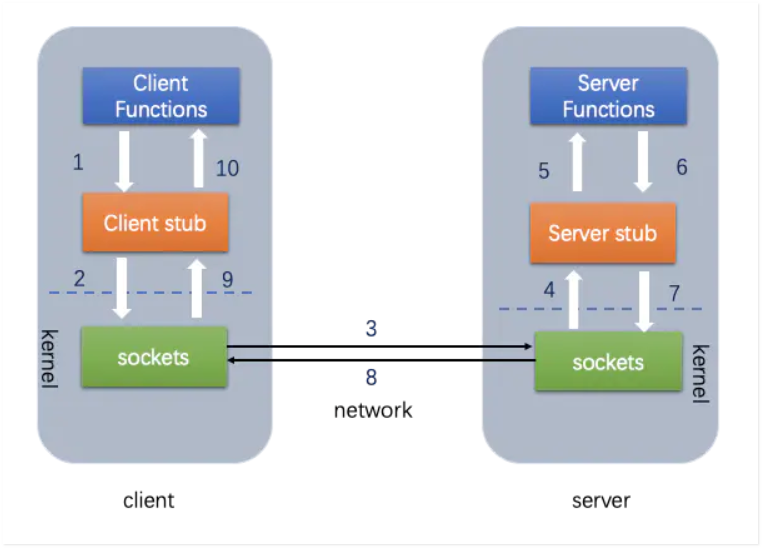 Client
Functions
Server
Functions
1
10
5
6
Client stub
Server stub
2
9
4
7
kernel
sockets
3
sockets
kernel
8
network
client
server